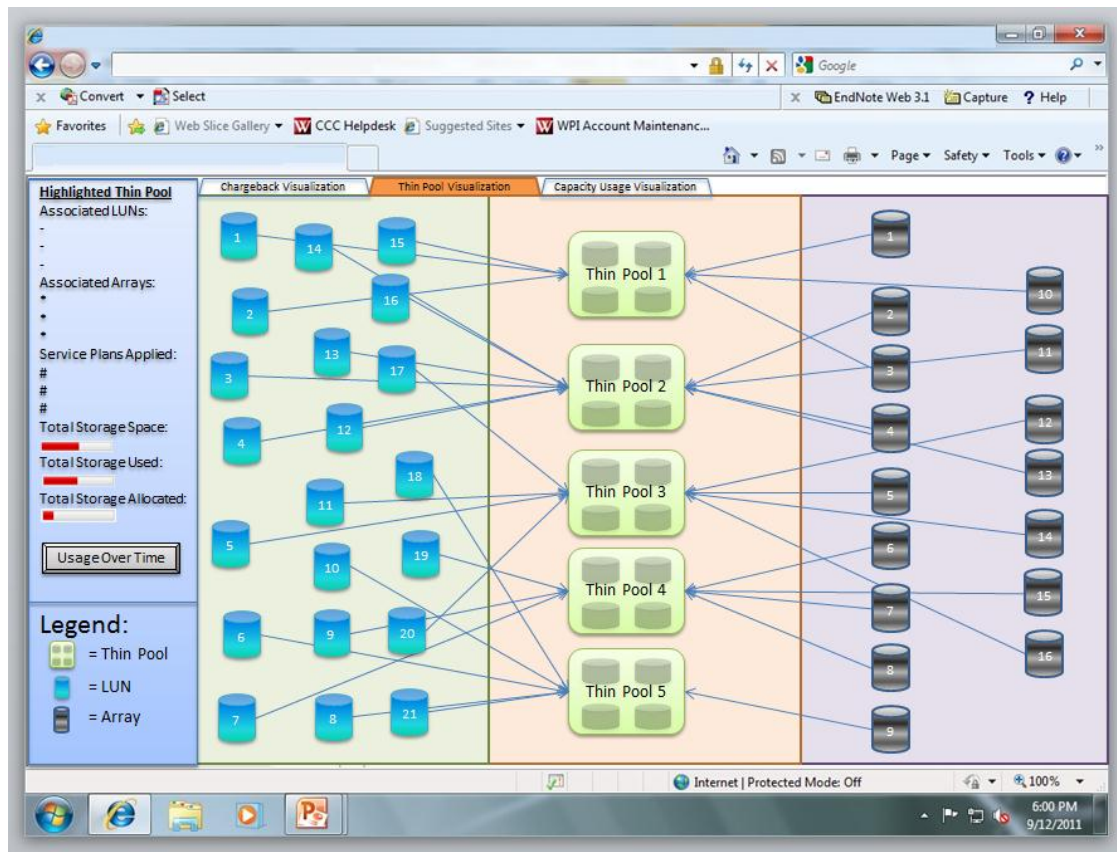 Google
x Convert Select
x EndNote Web 3.1 Capture ? Help
Favorites Web Slice Gallery CCC Helpdesk Suggested Sites WPI Account Maintenanc...
Page Safety Tools
Chargeback Visualization Thin Pool Visualization Capacity Usage Visualization
Highlighted Thin Pool
Associated LUNs:
-
-
-
Associated Arrays:
*
*
*
Service Plans Applied:
#
#
#
Total Storage Space:
Total Storage Used:
Total Storage Allocated:
Usage Over Time
Legend:
= Thin Pool
= LUN
= Array
1
14
15
2
16
13
3
17
4
12
18
11
5
10
19
6
9
20
7
8
21
Thin Pool 1
Thin Pool 2
Thin Pool 3
Thin Pool 4
Thin Pool 5
1
10
2
11
3
12
4
13
5
14
6
15
7
16
8
9
Internet | Protected Mode: Off 100%
6:00 PM
9/12/2011